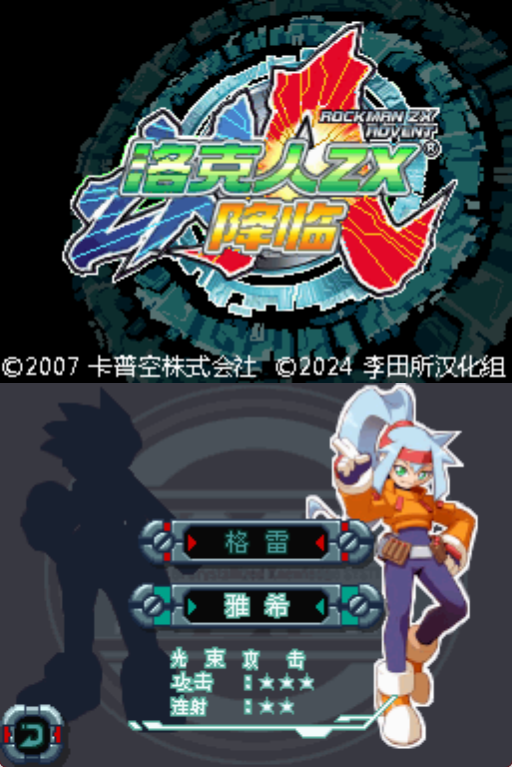 ROCKMAN ZX
ADVENT
洛克人ZX®
降临
©2007 卡普空株式会社 ©2024 李田所汉化组
格雷
雅希
光束攻击
攻击 :★★★
连射 :★★